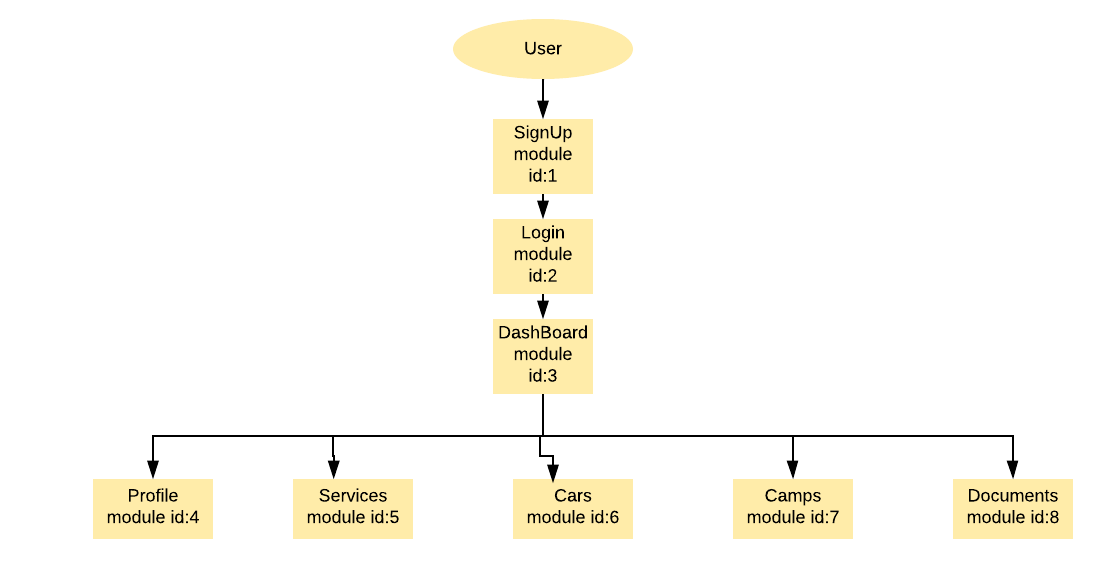 User
SignUp
module
id:1
Login
module
id:2
DashBoard
module
id:3
Profile
module id:4
Services
module id:5
Cars
module id:6
Camps
module id:7
Documents
module id:8